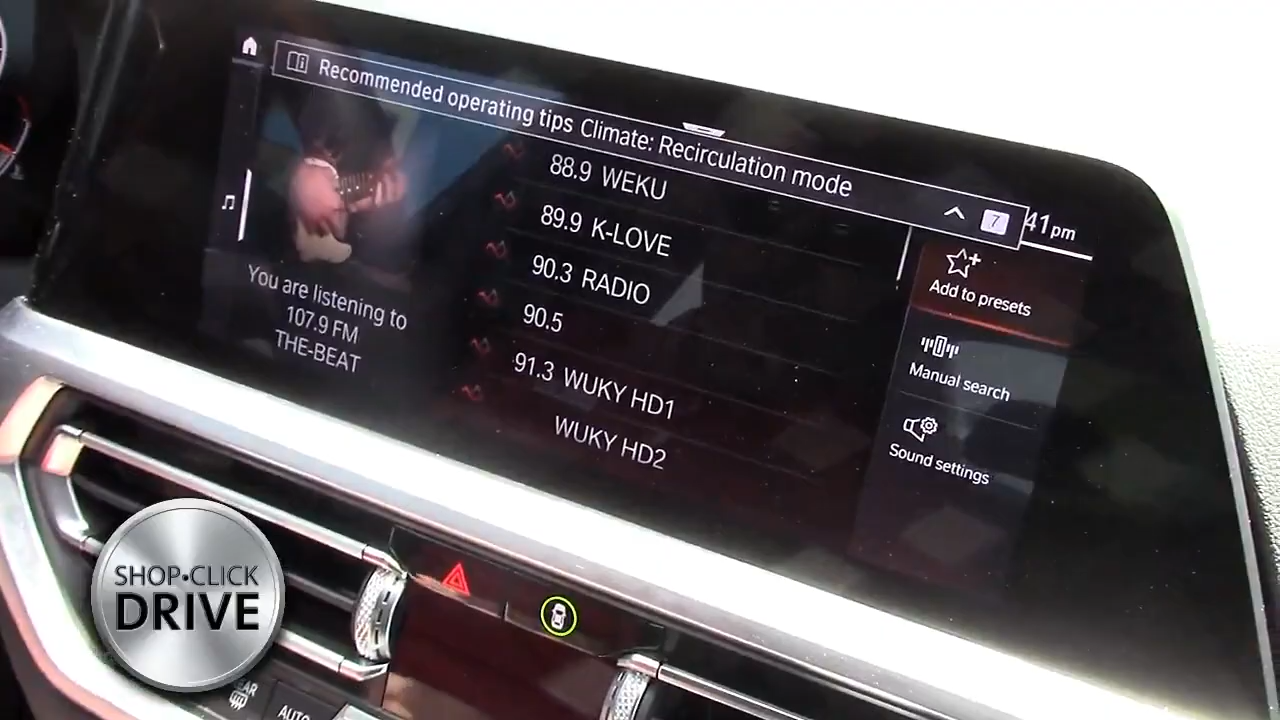 Recommended operating tips Climate: Recirculation mode
7
41 pm
88.9 WEKU
89.9 K-LOVE
90.3 RADIO
90.5
91.3 WUKY HD1
WUKY HD2
You are listening to
107.9 FM
THE-BEAT
Add to presets
Manual search
Sound settings
SHOP•CLICK
DRIVE
AUTO